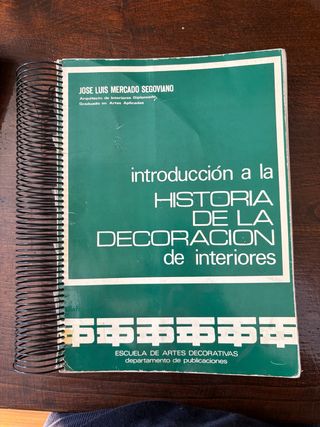 JOSE LUIS MERCADO SEGOVIANO
Arquitecto de Interiores Diplomado
Graduado en Artes Aplicadas
introducción a la
HISTORIA
DE LA
DECORACION
de interiores
ESCUELA DE ARTES DECORATIVAS
departamento de publicaciones